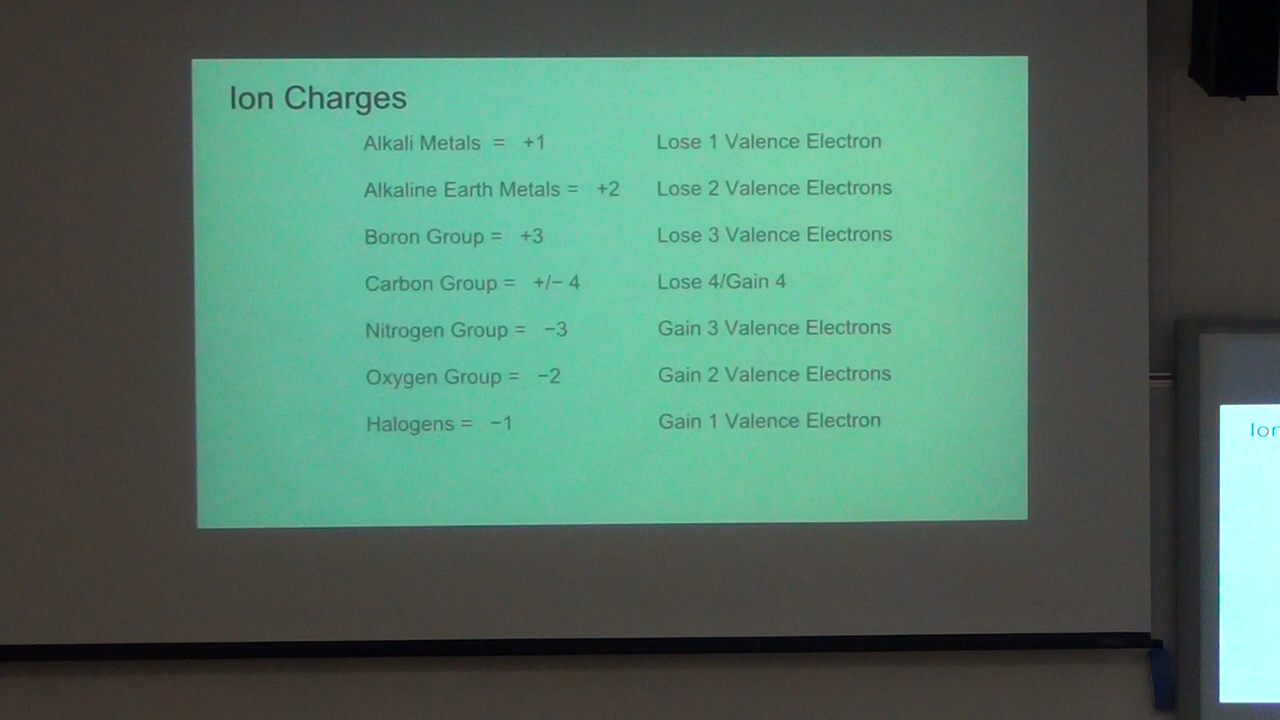 Ion Charges
Alkali Metals = +1 Lose 1 Valence Electron
Alkaline Earth Metals = +2 Lose 2 Valence Electrons
Boron Group = +3 Lose 3 Valence Electrons
Carbon Group = +/− 4 Lose 4/Gain 4
Nitrogen Group = −3 Gain 3 Valence Electrons
Oxygen Group = −2 Gain 2 Valence Electrons
Halogens = −1 Gain 1 Valence Electron
Ion